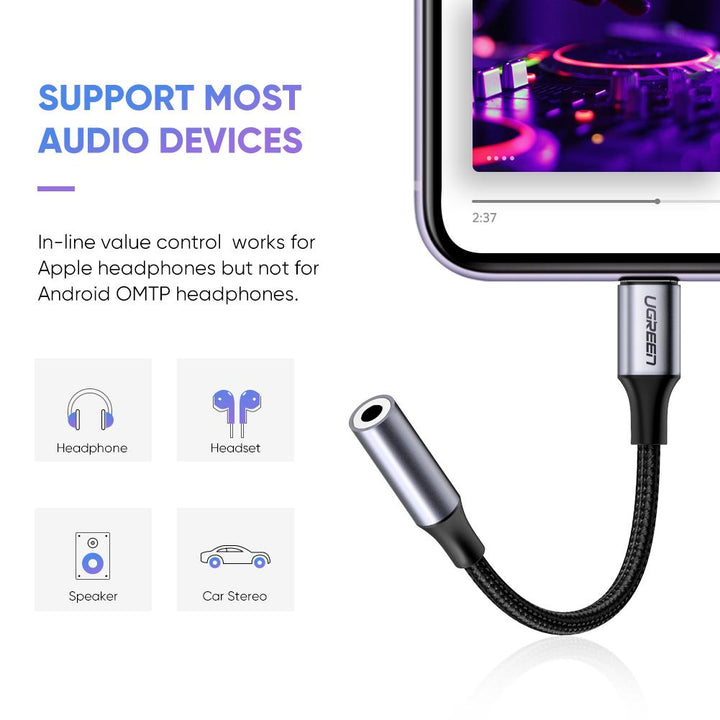 SUPPORT MOST
AUDIO DEVICES
In-line value control works for
Apple headphones but not for
Android OMTP headphones.
Headphone
Headset
Speaker
Car Stereo
2:37
UGREEN